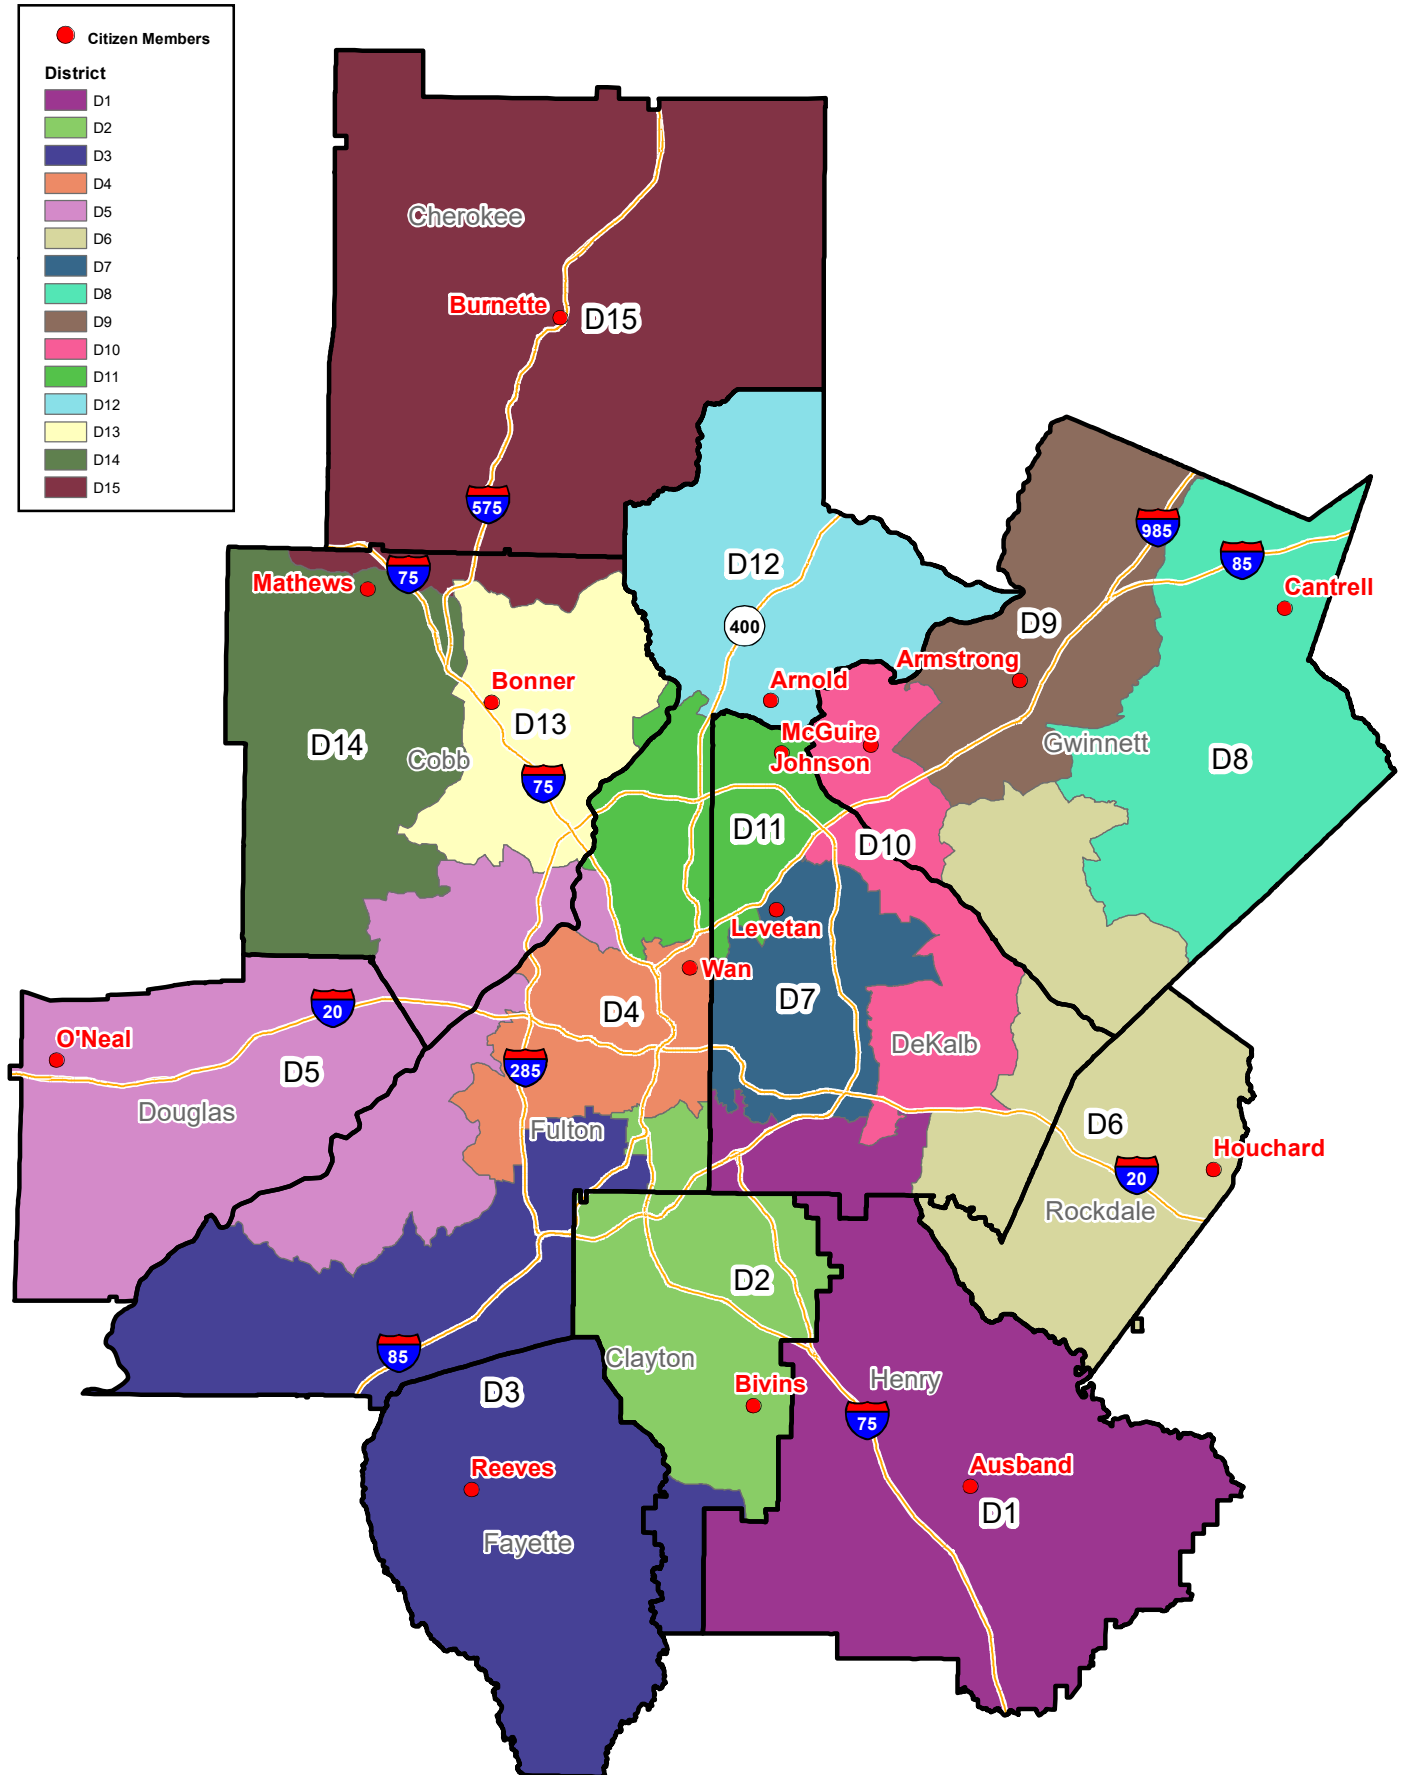 Citizen Members
District
D1
D2
D3
D4
D5
D6
D7
D8
D9
D10
D11
D12
D13
D14
D15
Cherokee
Burnette
D15
575
D12
985
85
Mathews
75
Cantrell
400
D9
Armstrong
Bonner
Arnold
D13
McGuire
D14
Cobb
Johnson
Gwinnett
D8
75
D11
D10
Levetan
Wan
D7
20
D4
O'Neal
DeKalb
D5
285
Douglas
Fulton
D6
Houchard
20
Rockdale
D2
85
Clayton
Henry
D3
Bivins
75
Reeves
Ausband
D1
Fayette